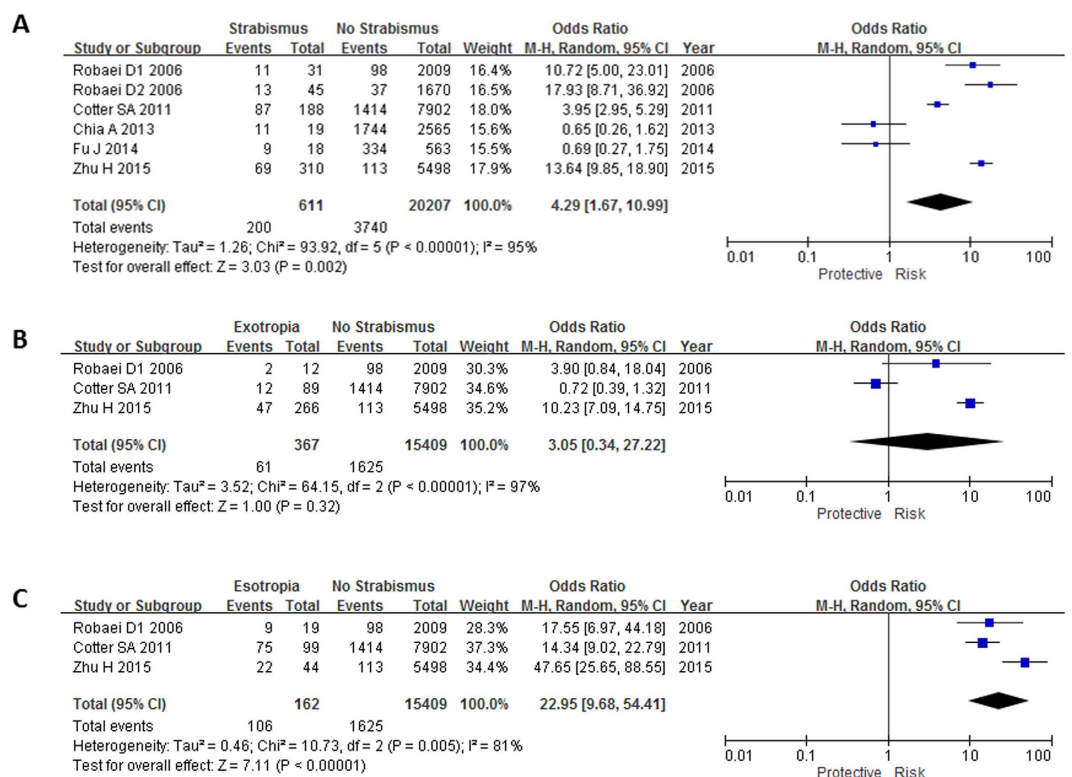 A
Strabismus No Strabismus Odds Ratio Odds Ratio
Study or Subgroup Events Total Events Total Weight M-H, Random, 95% CI Year M-H, Random, 95% CI
Robaei D1 2006 11 31 98 2009 16.4% 10.72 [5.00, 23.01] 2006
Robaei D2 2006 13 45 37 1670 16.5% 17.93 [8.71, 36.92] 2006
Cotter SA 2011 87 188 1414 7902 18.0% 3.95 [2.95, 5.29] 2011
Chia A 2013 11 19 1744 2565 15.6% 0.65 [0.26, 1.62] 2013
Fu J 2014 9 18 334 563 15.6% 0.69 [0.27, 1.75] 2014
Zhu H 2015 69 310 113 5498 17.9% 13.64 [9.85, 18.90] 2015
Total (95% CI) 611 20207 100.0% 4.29 [1.67, 10.99]
Total events 200 3740
Heterogeneity: Tau² = 1.26; Chi² = 93.92, df = 5 (P < 0.00001); I² = 95%
Test for overall effect: Z = 3.03 (P = 0.002)
0.01 0.1 1 10 100
Protective Risk
B
Exotropia No Strabismus Odds Ratio Odds Ratio
Study or Subgroup Events Total Events Total Weight M-H, Random, 95% CI Year M-H, Random, 95% CI
Robaei D1 2006 2 12 98 2009 30.3% 3.90 [0.84, 18.04] 2006
Cotter SA 2011 12 89 1414 7902 34.6% 0.72 [0.39, 1.32] 2011
Zhu H 2015 47 266 113 5498 35.2% 10.23 [7.09, 14.75] 2015
Total (95% CI) 367 15409 100.0% 3.05 [0.34, 27.22]
Total events 61 1625
Heterogeneity: Tau² = 3.52; Chi² = 64.15, df = 2 (P < 0.00001); I² = 97%
Test for overall effect: Z = 1.00 (P = 0.32)
0.01 0.1 1 10 100
Protective Risk
C
Esotropia No Strabismus Odds Ratio Odds Ratio
Study or Subgroup Events Total Events Total Weight M-H, Random, 95% CI Year M-H, Random, 95% CI
Robaei D1 2006 9 19 98 2009 28.3% 17.55 [6.97, 44.18] 2006
Cotter SA 2011 75 99 1414 7902 37.3% 14.34 [9.02, 22.79] 2011
Zhu H 2015 22 44 113 5498 34.4% 47.65 [25.65, 88.55] 2015
Total (95% CI) 162 15409 100.0% 22.95 [9.68, 54.41]
Total events 106 1625
Heterogeneity: Tau² = 0.46; Chi² = 10.73, df = 2 (P = 0.005); I² = 81%
Test for overall effect: Z = 7.11 (P < 0.00001)
0.01 0.1 1 10 100
Protective Risk